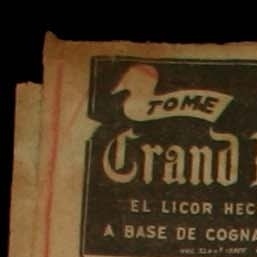 TOME
Grand
EL LICOR HEC
A BASE DE COGNA